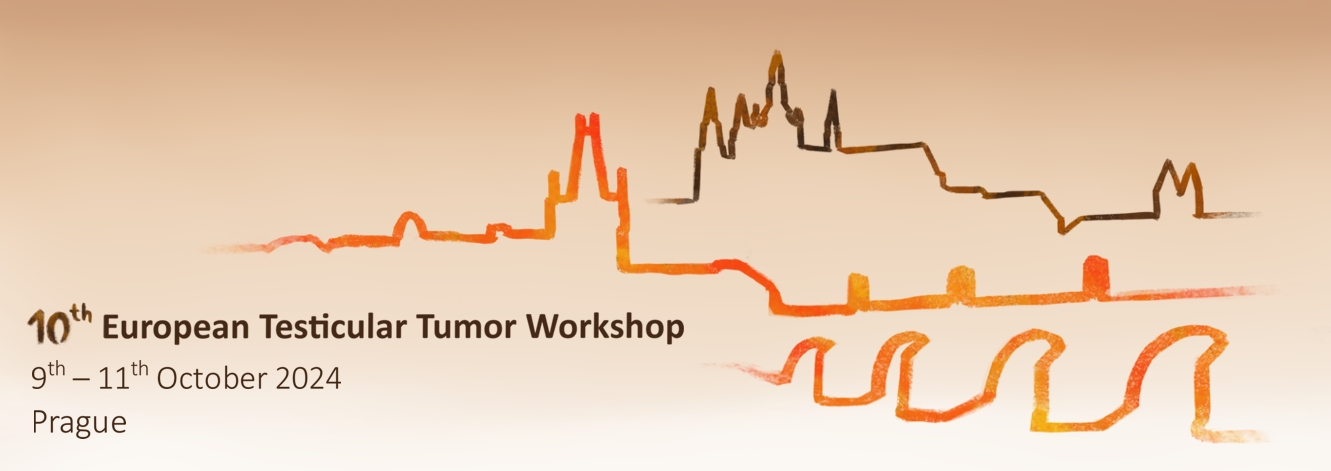 10th European Testicular Tumor Workshop
9th – 11th October 2024
Prague